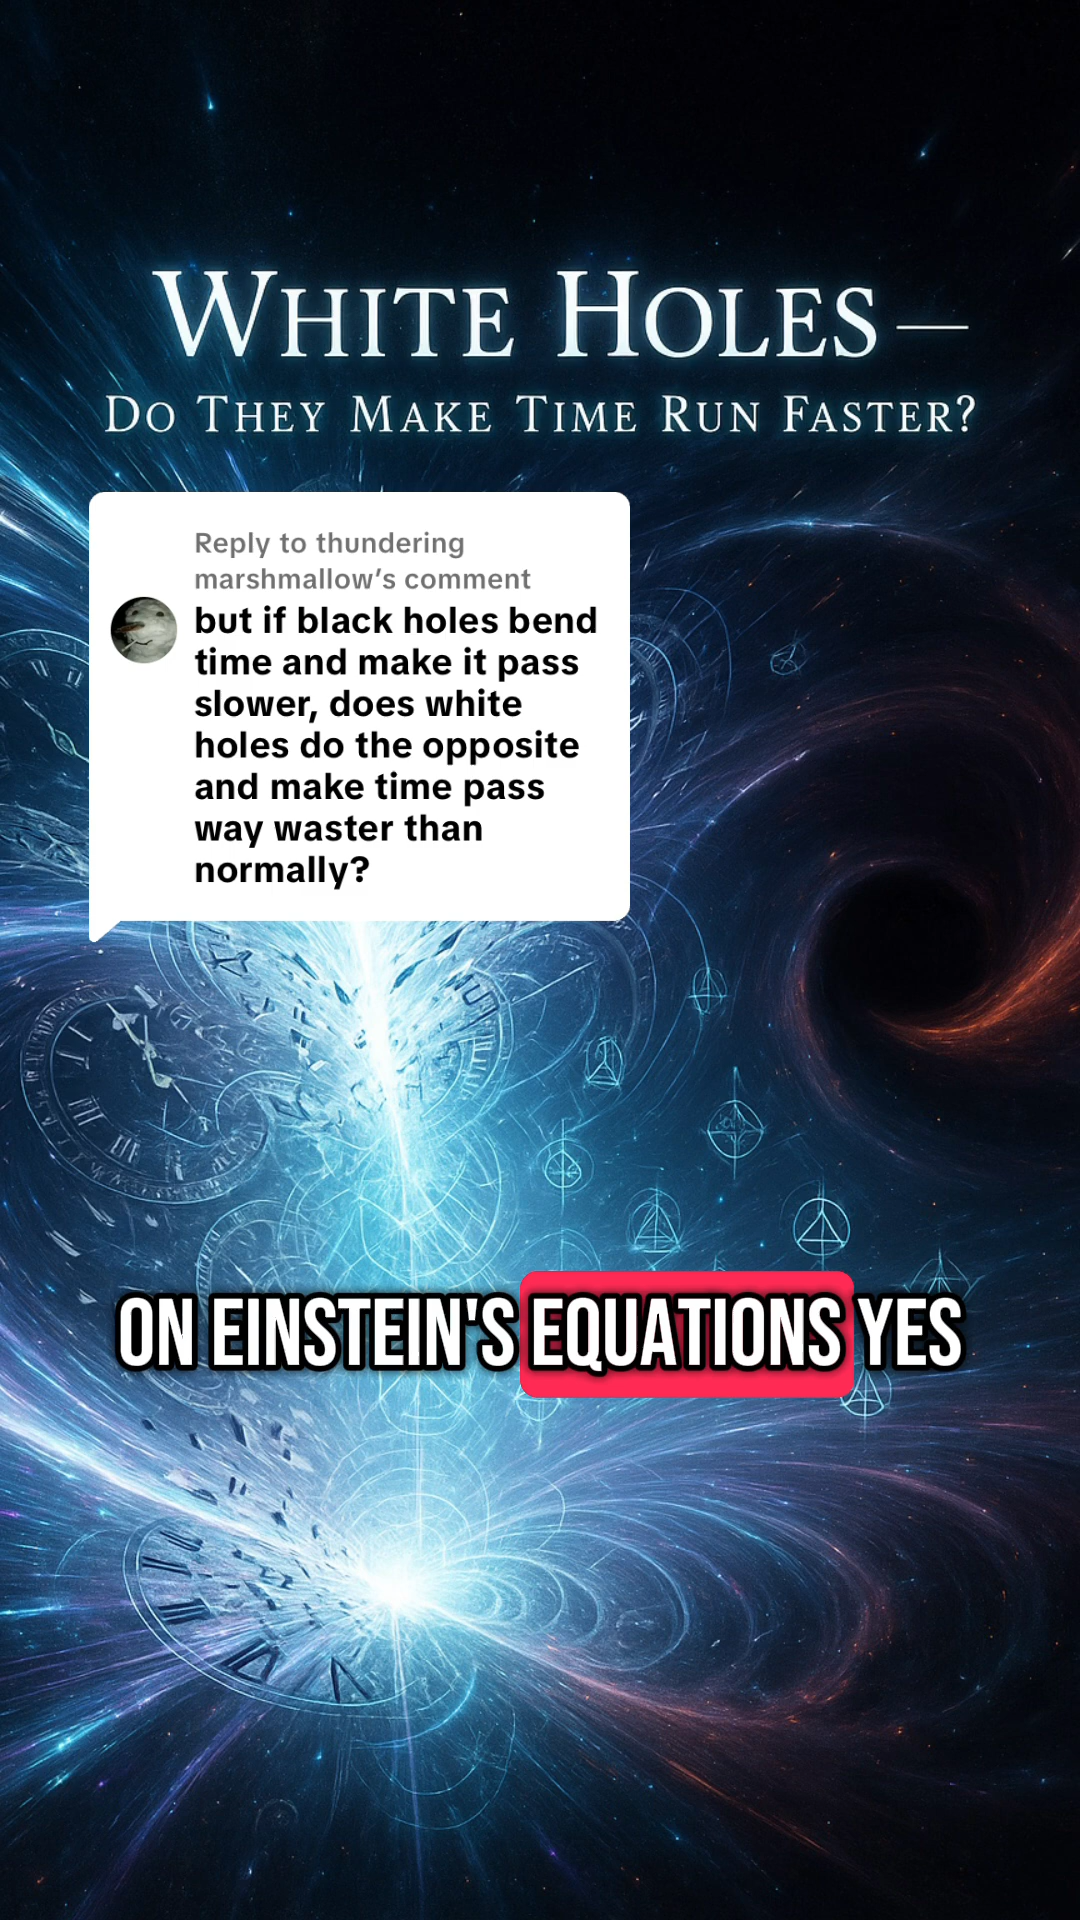 WHITE HOLES—
DO THEY MAKE TIME RUN FASTER?
Reply to thundering
marshmallow's comment
but if black holes bend
time and make it pass
slower, does white
holes do the opposite
and make time pass
way waster than
normally?
ON EINSTEIN'S EQUATIONS YES